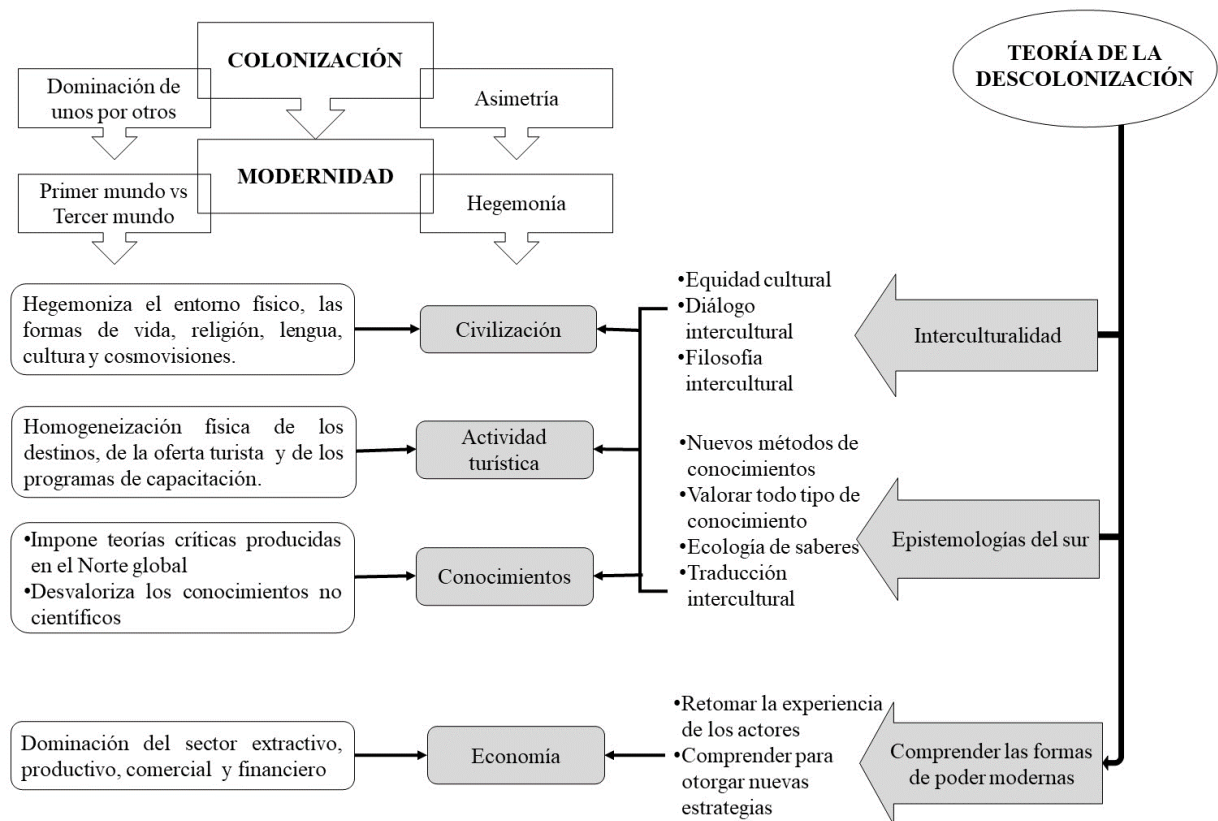 COLONIZACIÓN
Dominación de
unos por otros
Asimetría
MODERNIDAD
Primer mundo vs
Tercer mundo
Hegemonía
TEORÍA DE LA
DESCOLONIZACIÓN
Hegemoniza el entorno físico, las
formas de vida, religión, lengua,
cultura y cosmovisiones.
Civilización
•Equidad cultural
•Diálogo
intercultural
•Filosofia
intercultural
Interculturalidad
Homogeneización física de los
destinos, de la oferta turista y de los
programas de capacitación.
Actividad
turística
•Impone teorías críticas producidas
en el Norte global
•Desvaloriza los conocimientos no
científicos
Conocimientos
•Nuevos métodos de
conocimientos
•Valorar todo tipo de
conocimiento
•Ecología de saberes
•Traducción
intercultural
Epistemologías del sur
Dominación del sector extractivo,
productivo, comercial y financiero
Economía
•Retomar la experiencia
de los actores
•Comprender para
otorgar nuevas
estrategias
Comprender las formas
de poder modernas